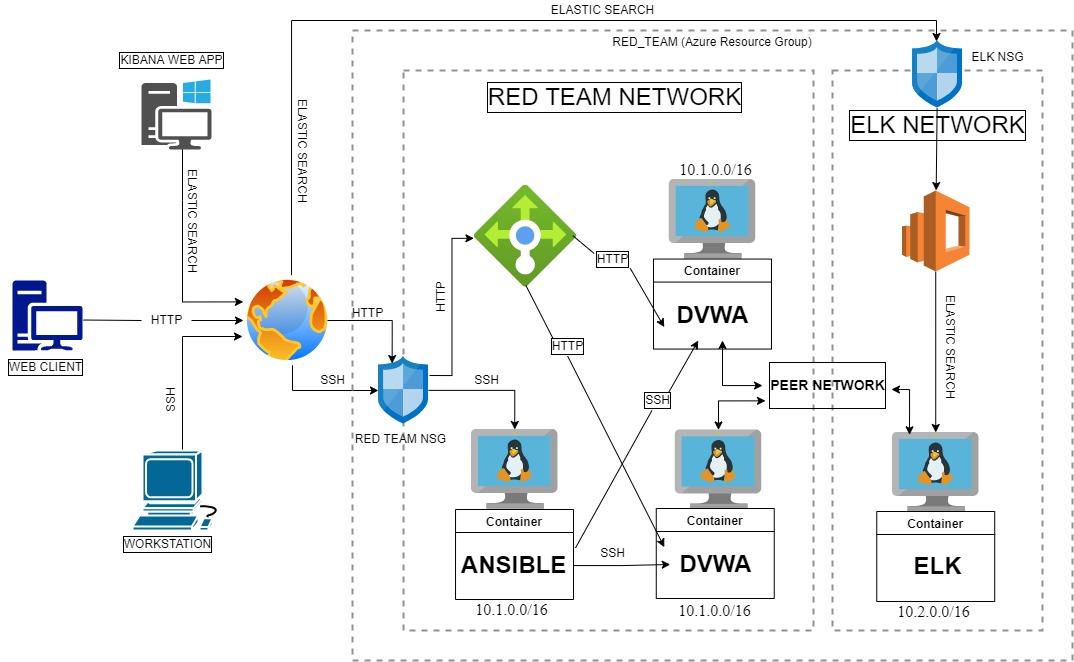 ELASTIC SEARCH
RED_TEAM (Azure Resource Group)
KIBANA WEB APP
ELK NSG
RED TEAM NETWORK
ELK NETWORK
ELASTIC SEARCH
ELASTIC SEARCH
10.1.0.0/16
HTTP
Container
DVWA
HTTP
HTTP
HTTP
HTTP
ELASTIC SEARCH
WEB CLIENT
SSH
SSH
PEER NETWORK
SSH
SSH
RED TEAM NSG
WORKSTATION
Container
ANSIBLE
SSH
Container
DVWA
Container
ELK
10.1.0.0/16
10.1.0.0/16
10.2.0.0/16